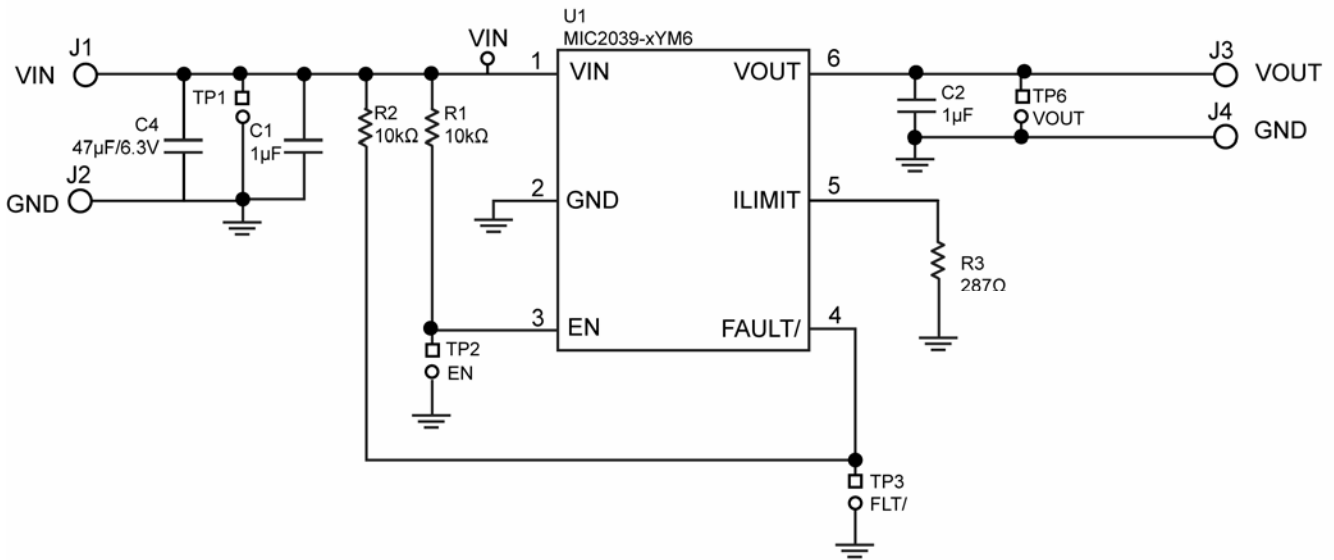 U1
MIC2039-xYM6
J1
VIN
VIN
1
VIN
VOUT
6
J3
VOUT
TP1
C4
47µF/6.3V
C1
1µF
R2
10kΩ
R1
10kΩ
C2
1µF
TP6
VOUT
J4
GND
J2
GND
2
GND
ILIMIT
5
R3
287Ω
3
EN
FAULT/
4
TP2
EN
TP3
FLT/